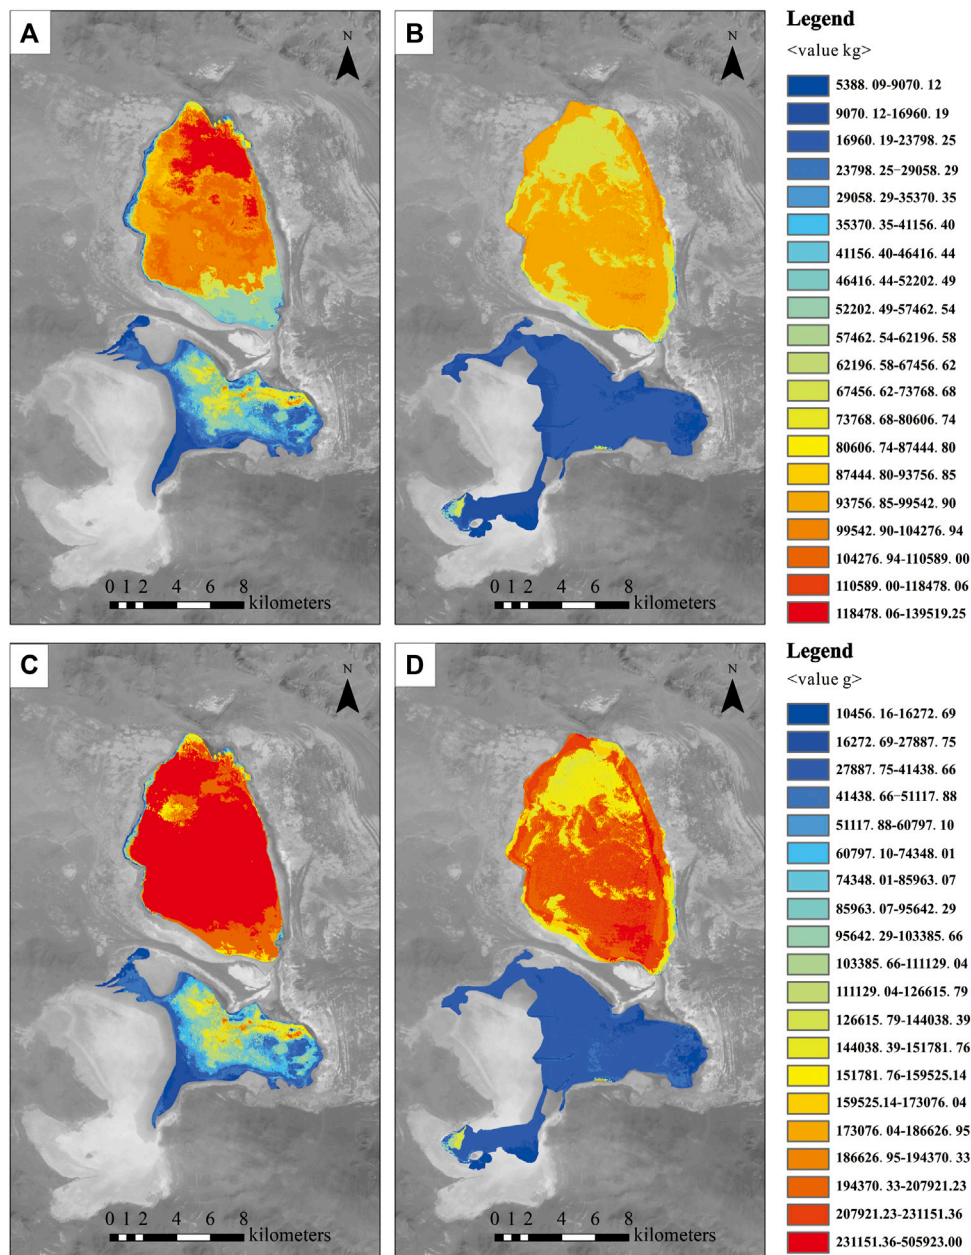 A
N
0 1 2 4 6 8
kilometers
B
N
0 1 2 4 6 8
kilometers
Legend
<value kg>
5388. 09-9070. 12
9070. 12-16960. 19
16960. 19-23798. 25
23798. 25-29058. 29
29058. 29-35370. 35
35370. 35-41156. 40
41156. 40-46416. 44
46416. 44-52202. 49
52202. 49-57462. 54
57462. 54-62196. 58
62196. 58-67456. 62
67456. 62-73768. 68
73768. 68-80606. 74
80606. 74-87444. 80
87444. 80-93756. 85
93756. 85-99542. 90
99542. 90-104276. 94
104276. 94-110589. 00
110589. 00-118478. 06
118478. 06-139519.25
C
N
0 1 2 4 6 8
kilometers
D
N
0 1 2 4 6 8
kilometers
Legend
<value g>
10456. 16-16272. 69
16272. 69-27887. 75
27887. 75-41438. 66
41438. 66-51117. 88
51117. 88-60797. 10
60797. 10-74348. 01
74348. 01-85963. 07
85963. 07-95642. 29
95642. 29-103385. 66
103385. 66-111129. 04
111129. 04-126615. 79
126615. 79-144038. 39
144038. 39-151781. 76
151781. 76-159525.14
159525.14-173076. 04
173076. 04-186626. 95
186626. 95-194370. 33
194370. 33-207921.23
207921.23-231151.36
231151.36-505923.00